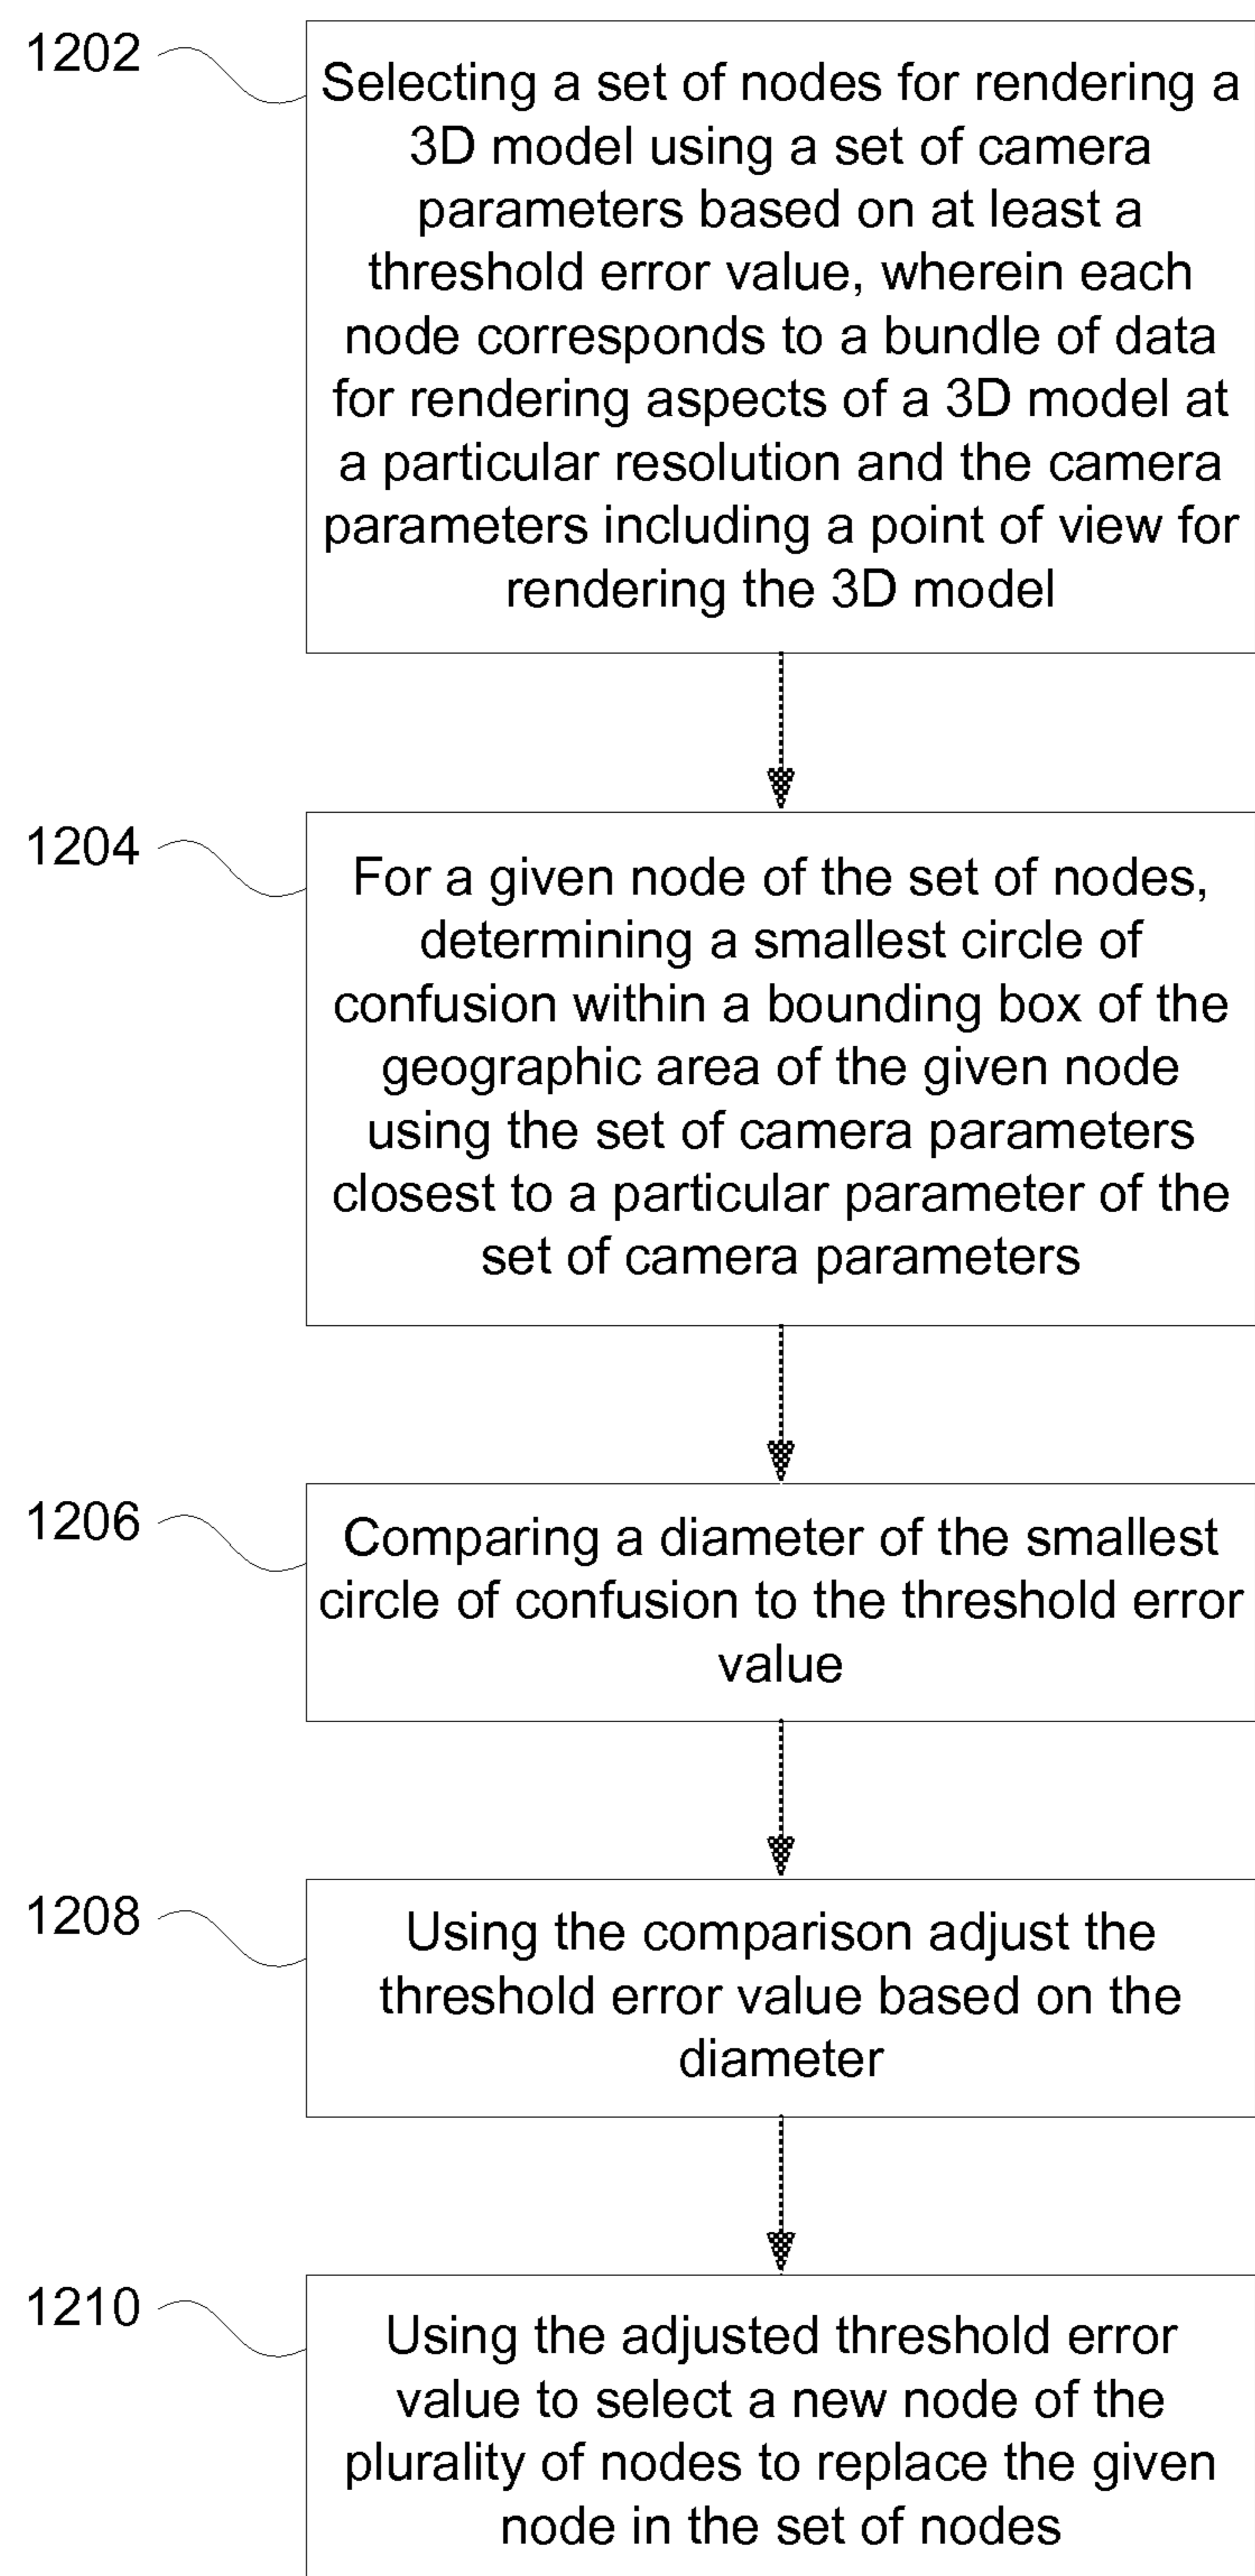 1202
Selecting a set of nodes for rendering a
3D model using a set of camera
parameters based on at least a
threshold error value, wherein each
node corresponds to a bundle of data
for rendering aspects of a 3D model at
a particular resolution and the camera
parameters including a point of view for
rendering the 3D model
1204
For a given node of the set of nodes,
determining a smallest circle of
confusion within a bounding box of the
geographic area of the given node
using the set of camera parameters
closest to a particular parameter of the
set of camera parameters
1206
Comparing a diameter of the smallest
circle of confusion to the threshold error
value
1208
Using the comparison adjust the
threshold error value based on the
diameter
1210
Using the adjusted threshold error
value to select a new node of the
plurality of nodes to replace the given
node in the set of nodes